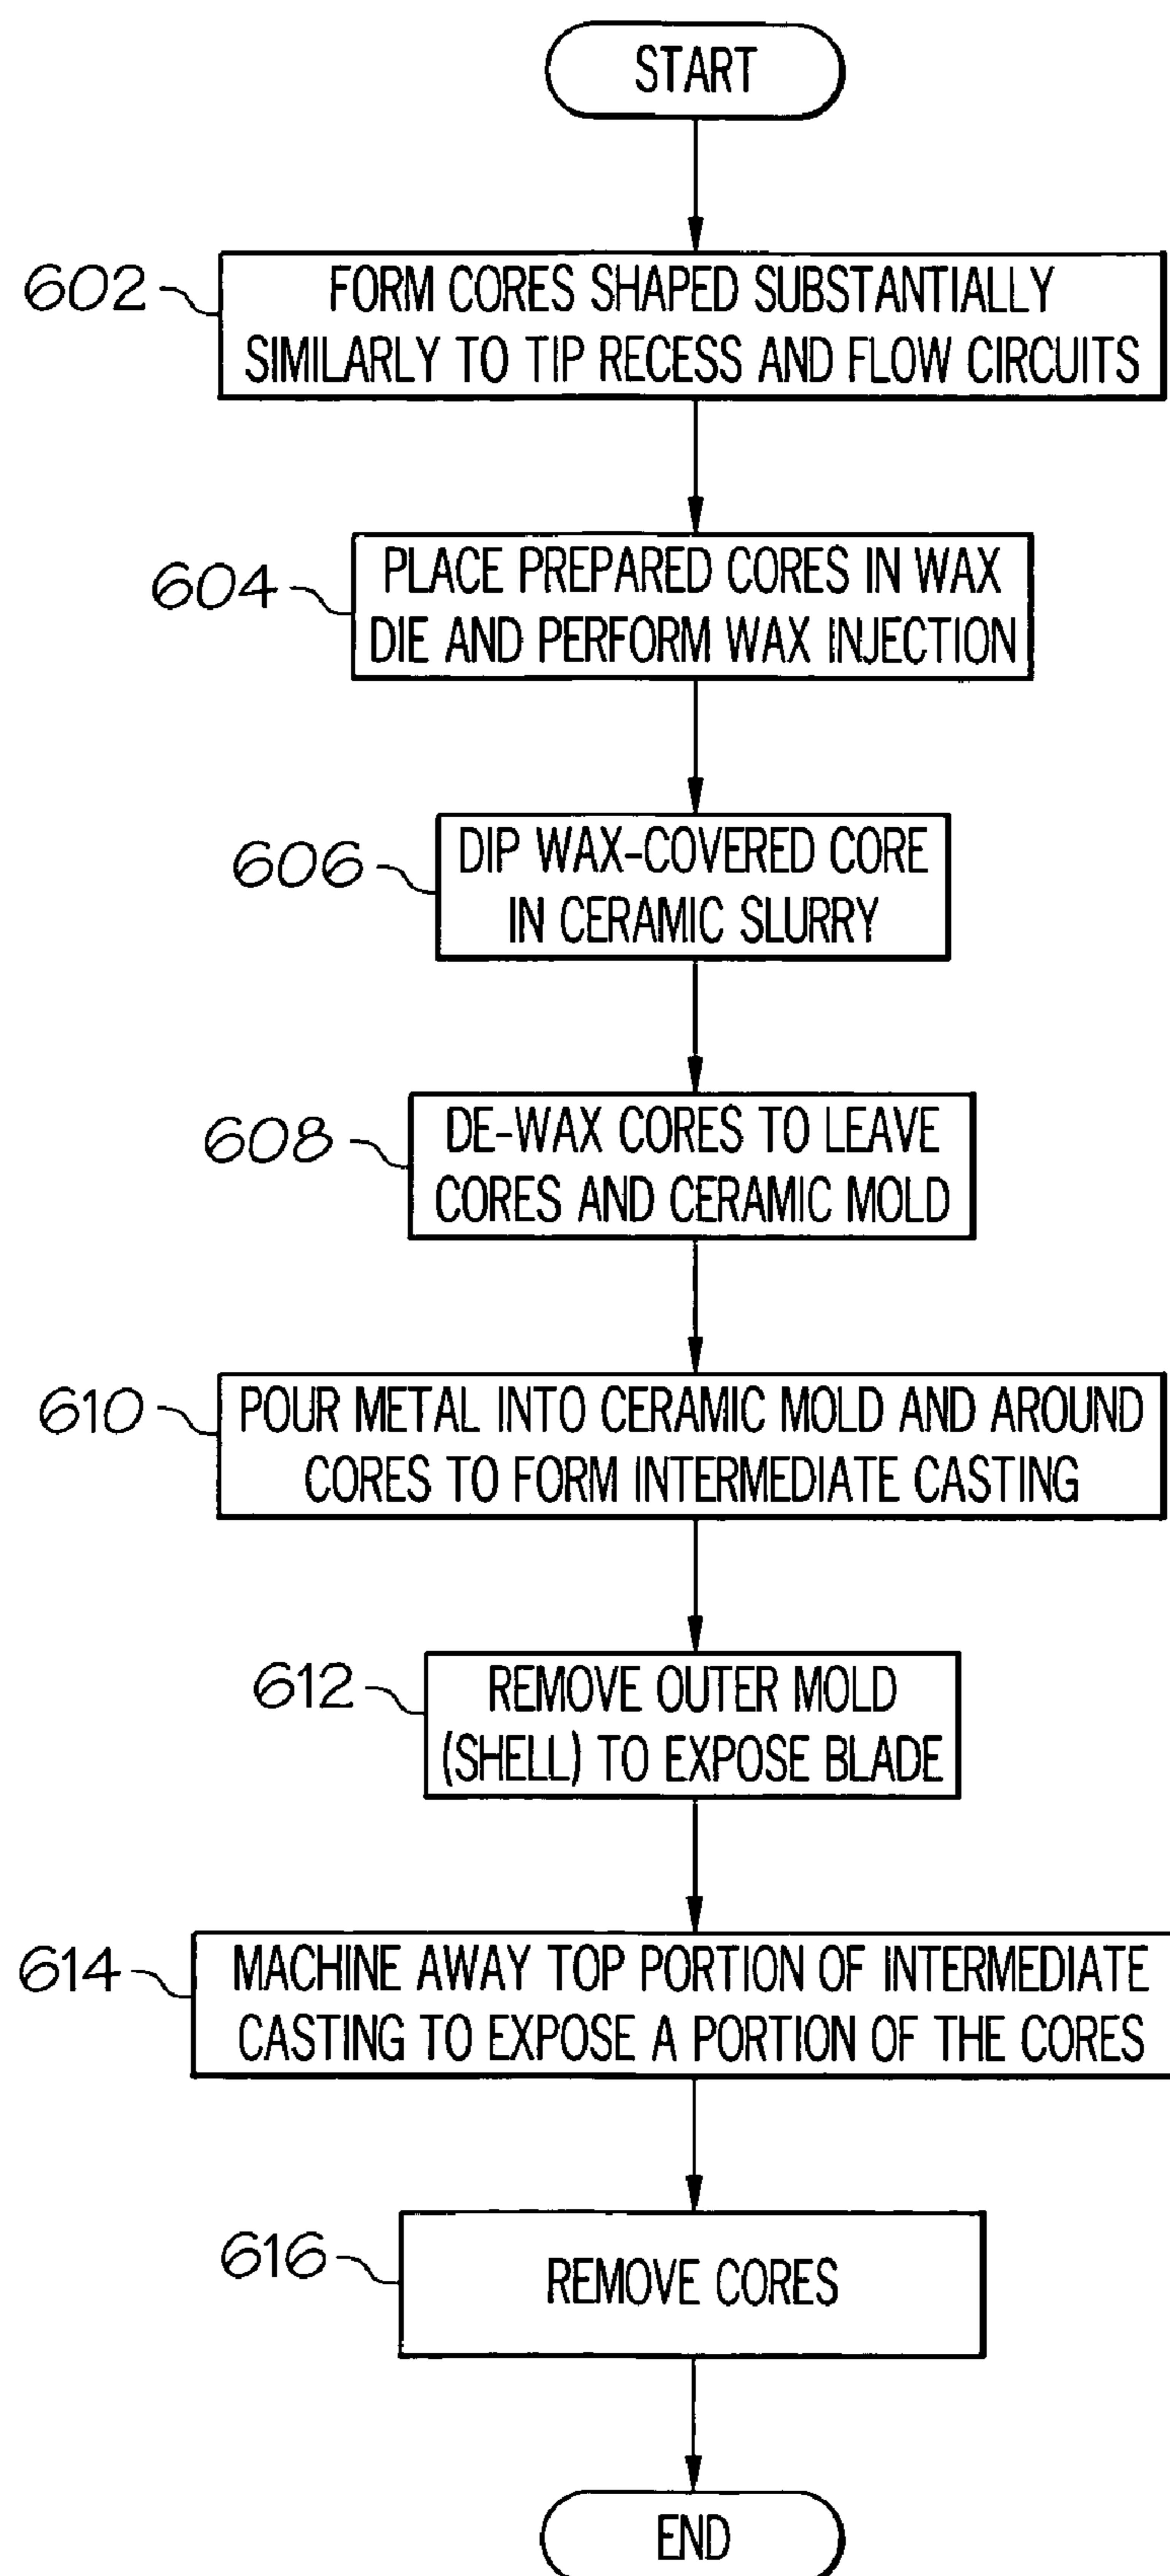 START
602
FORM CORES SHAPED SUBSTANTIALLY
SIMILARLY TO TIP RECESS AND FLOW CIRCUITS
604
PLACE PREPARED CORES IN WAX
DIE AND PERFORM WAX INJECTION
606
DIP WAX-COVERED CORE
IN CERAMIC SLURRY
608
DE-WAX CORES TO LEAVE
CORES AND CERAMIC MOLD
610
POUR METAL INTO CERAMIC MOLD AND AROUND
CORES TO FORM INTERMEDIATE CASTING
612
REMOVE OUTER MOLD
(SHELL) TO EXPOSE BLADE
614
MACHINE AWAY TOP PORTION OF INTERMEDIATE
CASTING TO EXPOSE A PORTION OF THE CORES
616
REMOVE CORES
END